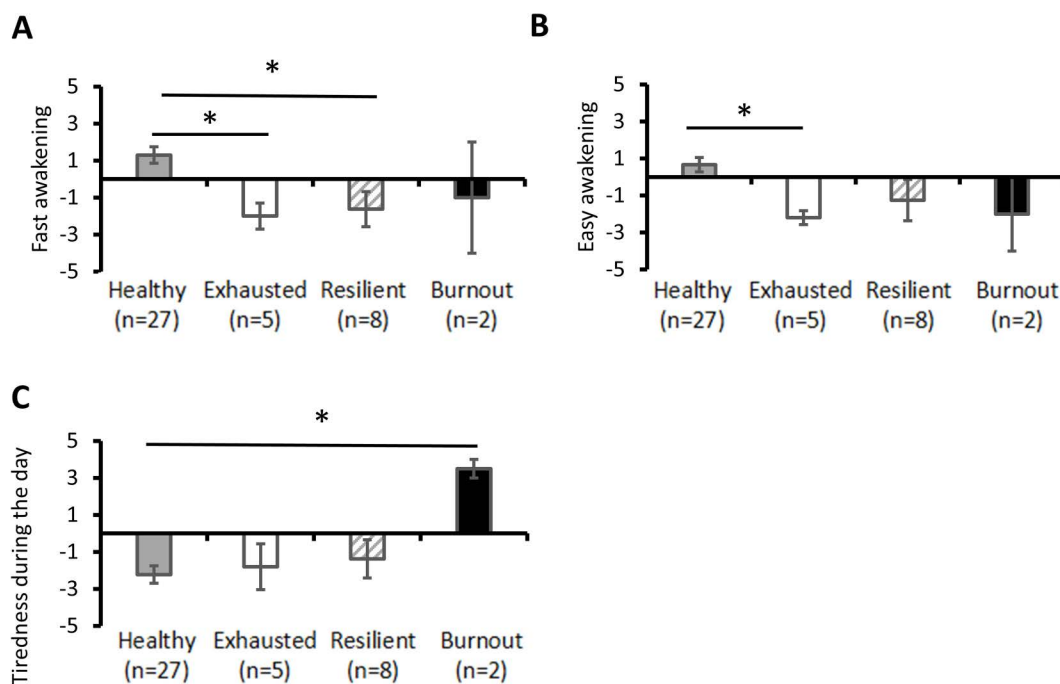 A
*
*
Fast awakening
5
3
1
-1
-3
-5
Healthy Exhausted Resilient Burnout
(n=27) (n=5) (n=8) (n=2)
B
*
Easy awakening
5
3
1
-1
-3
-5
Healthy Exhausted Resilient Burnout
(n=27) (n=5) (n=8) (n=2)
C
*
Tiredness during the day
5
3
1
-1
-3
-5
Healthy Exhausted Resilient Burnout
(n=27) (n=5) (n=8) (n=2)